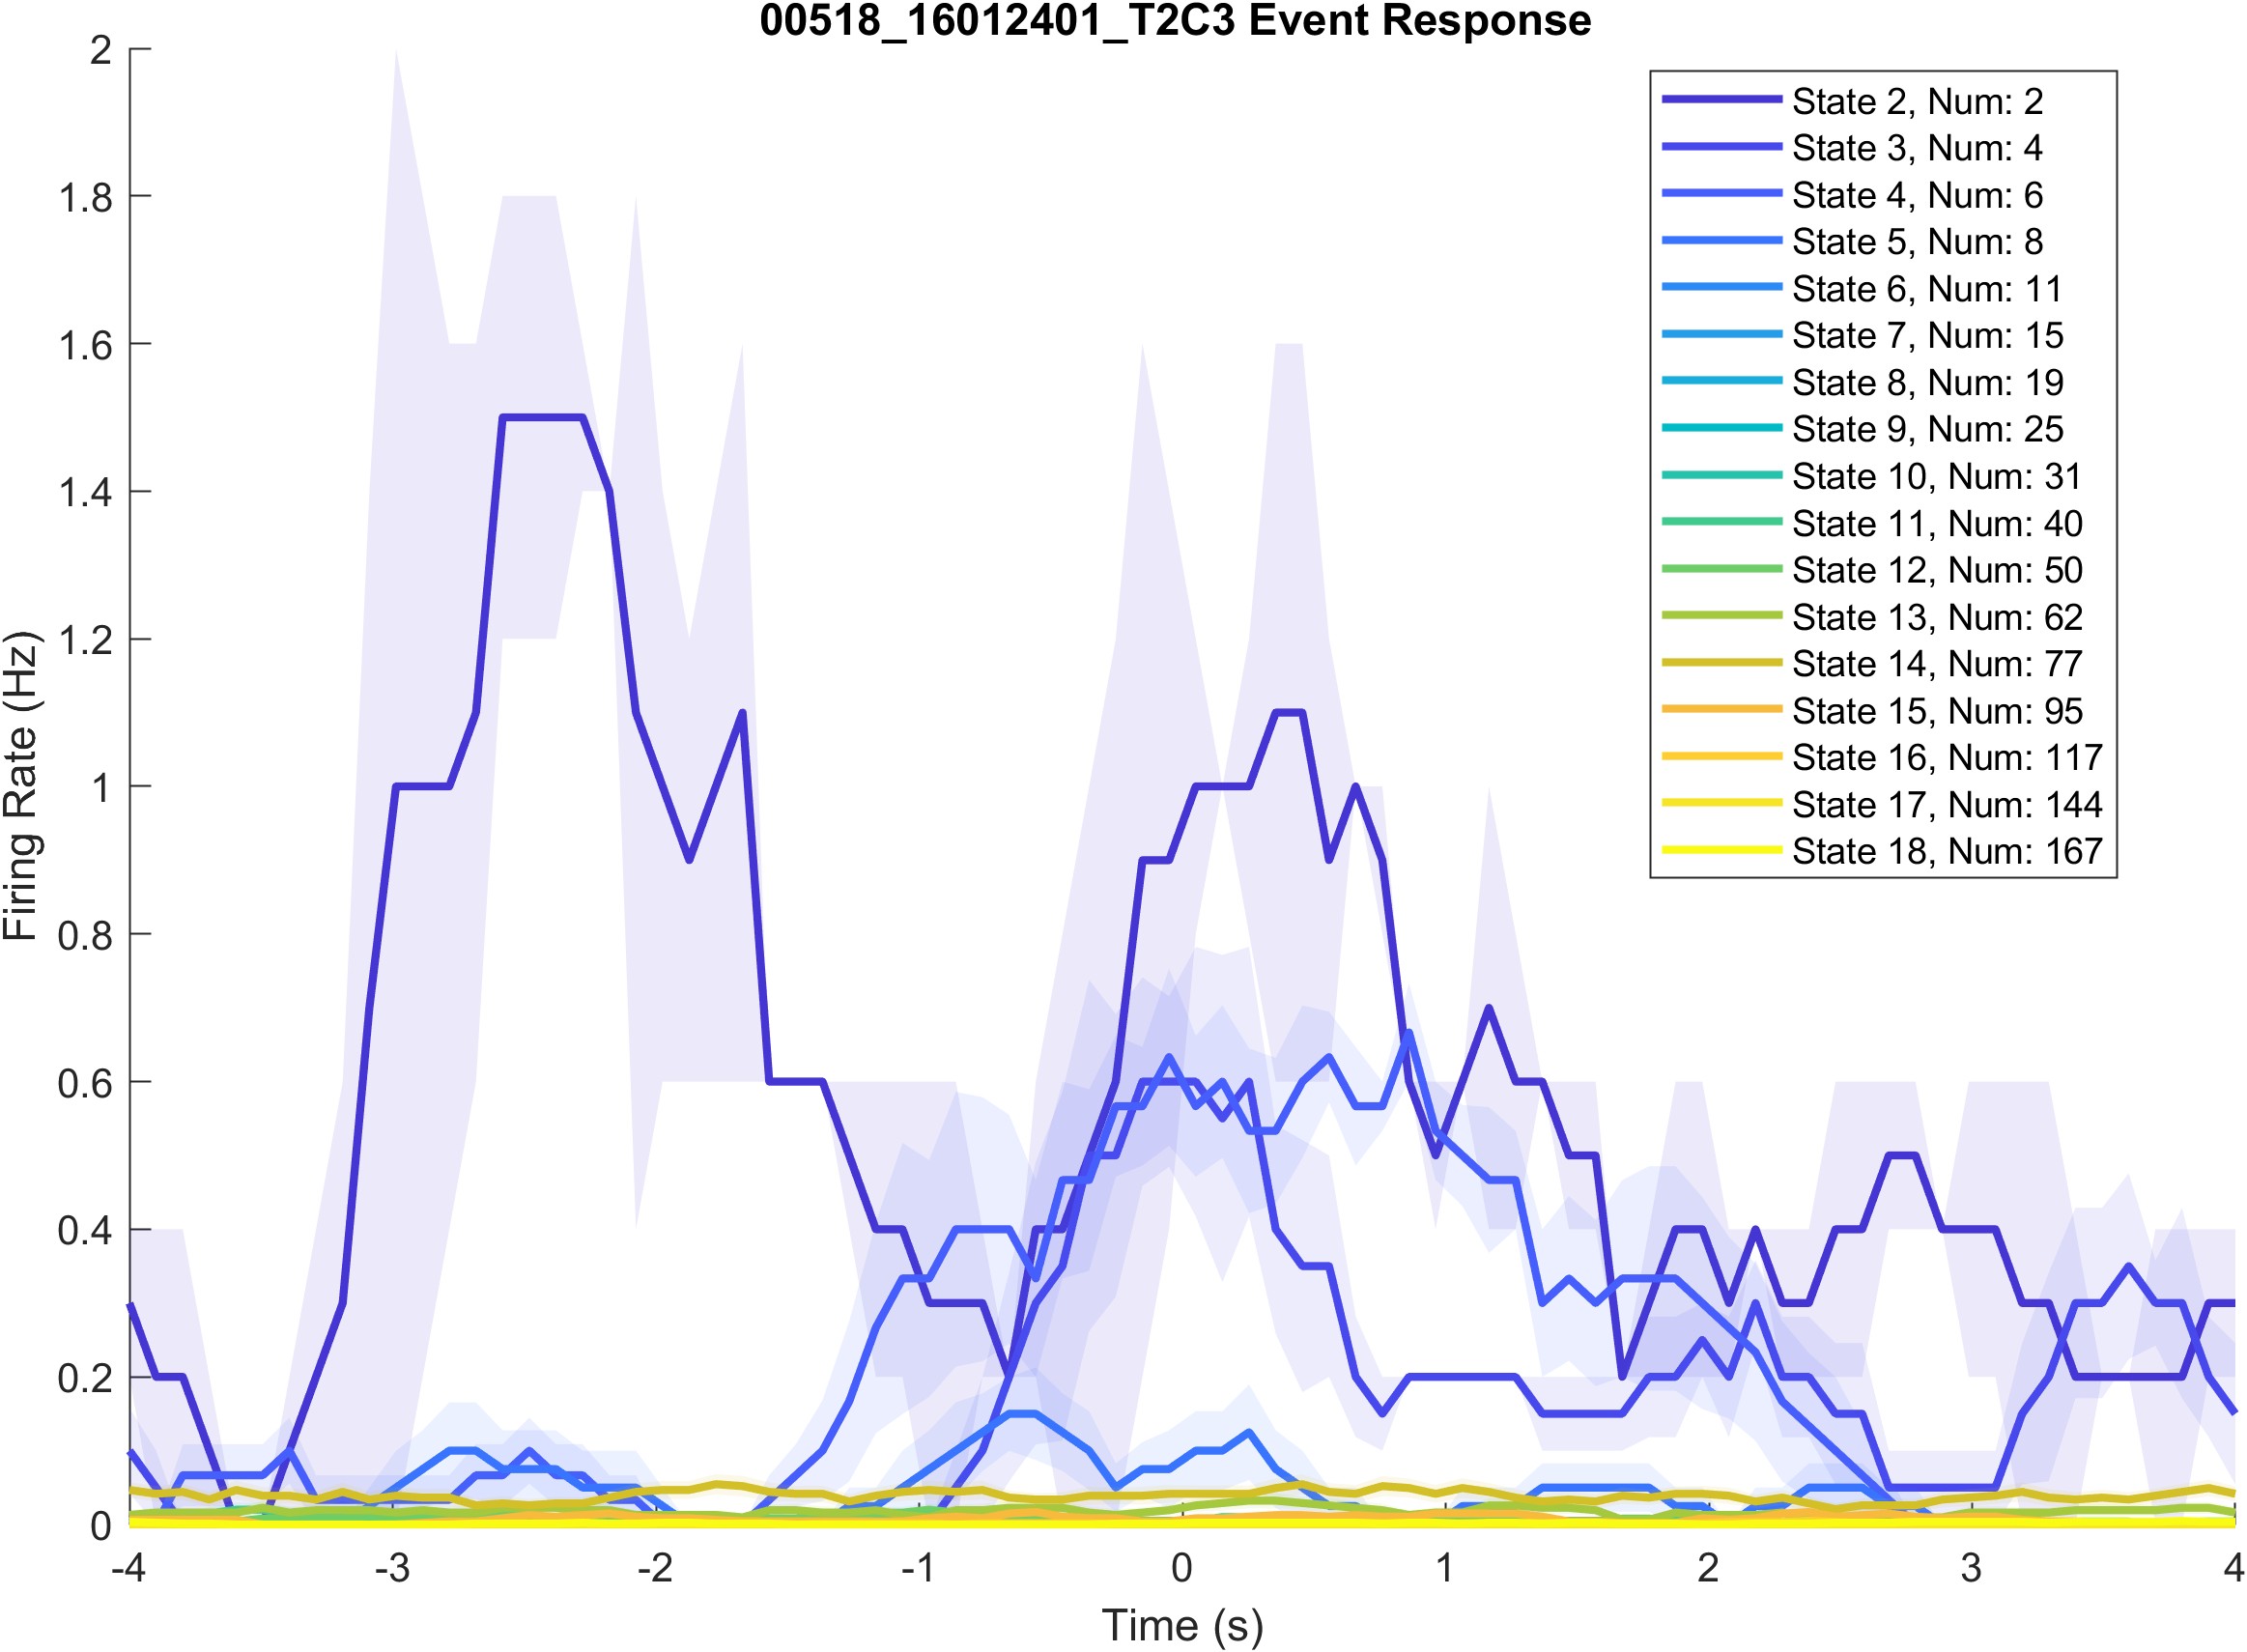 00518_16012401_T2C3 Event Response
2
1.8
1.6
1.4
1.2
1
0.8
0.6
0.4
0.2
0
Firing Rate (Hz)
-4 -3 -2 -1 0 1 2 3 4
Time (s)
State 2, Num: 2
State 3, Num: 4
State 4, Num: 6
State 5, Num: 8
State 6, Num: 11
State 7, Num: 15
State 8, Num: 19
State 9, Num: 25
State 10, Num: 31
State 11, Num: 40
State 12, Num: 50
State 13, Num: 62
State 14, Num: 77
State 15, Num: 95
State 16, Num: 117
State 17, Num: 144
State 18, Num: 167